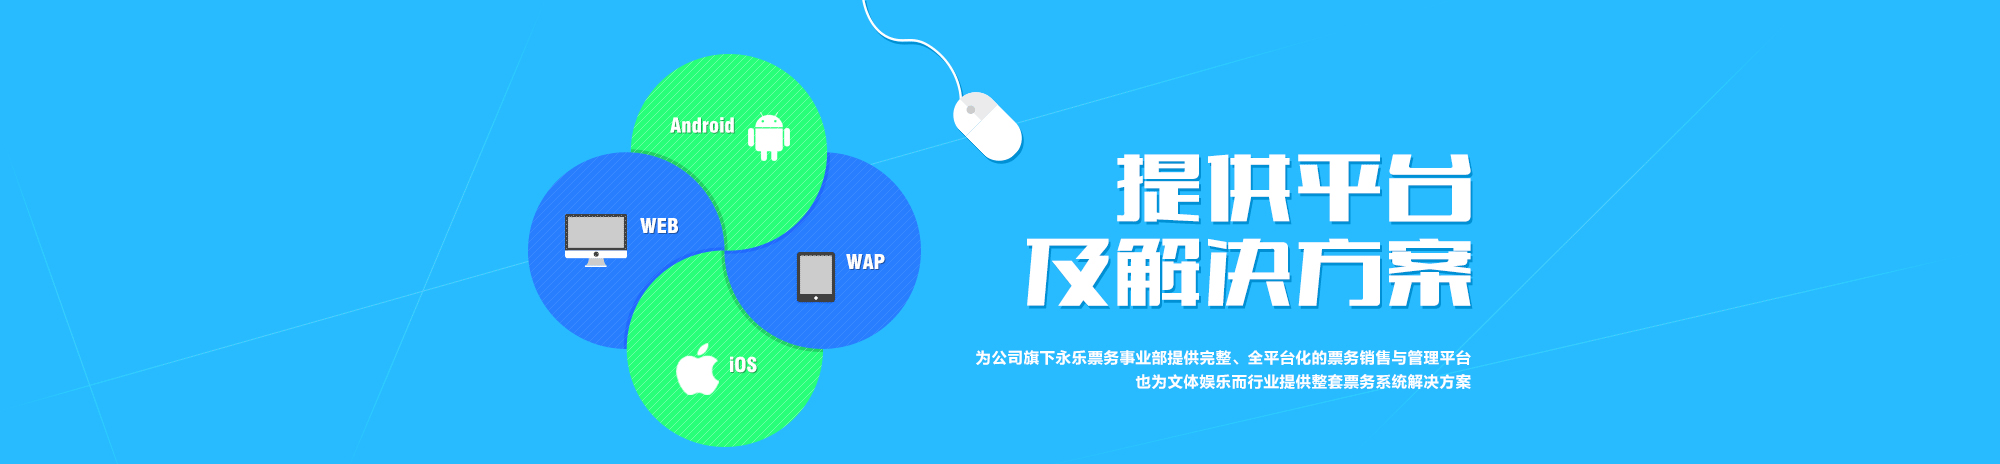 Android
WEB
WAP
iOS
提供平台
及解决方案
为公司旗下永乐票务事业部提供完整、全平台化的票务销售与管理平台
也为文体娱乐而行业提供整套票务系统解决方案